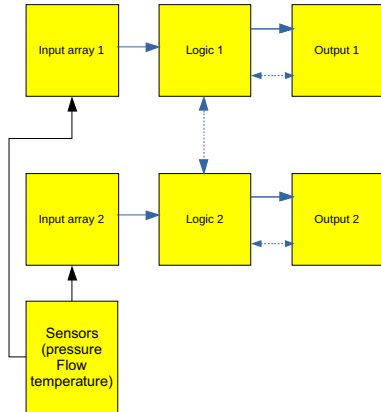 Input array 1
Logic 1
Output 1
Input array 2
Logic 2
Output 2
Sensors
(pressure
Flow
temperature)